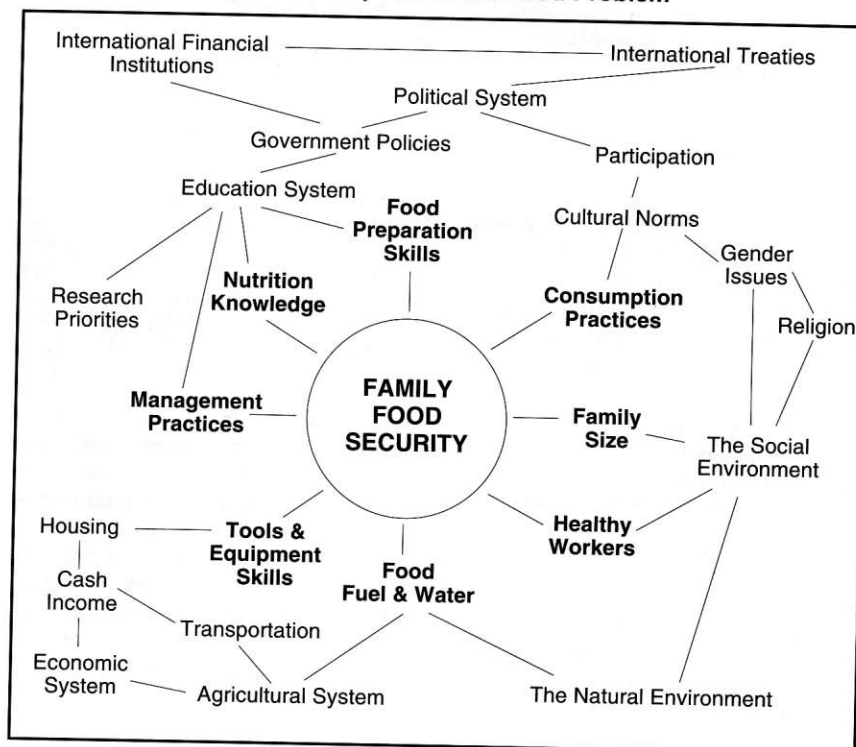 International Financial
Institutions
International Treaties
Political System
Government Policies
Participation
Education System
Food
Preparation
Skills
Cultural Norms
Gender
Issues
Research
Priorities
Nutrition
Knowledge
Consumption
Practices
Religion
Management
Practices
FAMILY
FOOD
SECURITY
Family
Size
The Social
Environment
Housing
Tools &
Equipment
Skills
Healthy
Workers
Food
Fuel & Water
Cash
Income
Transportation
Economic
System
Agricultural System
The Natural Environment